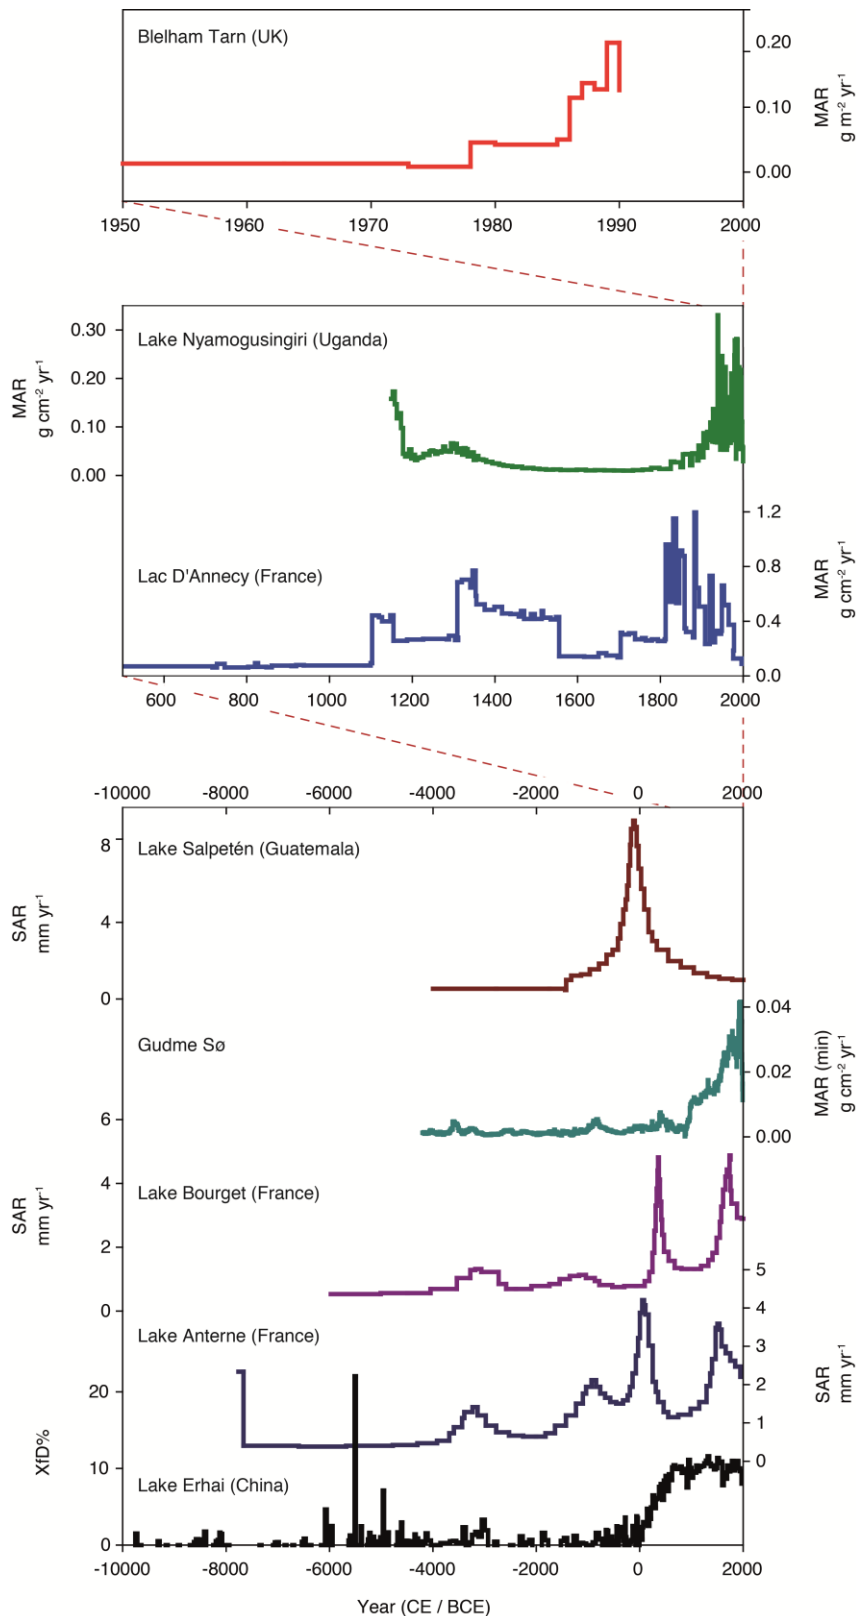 Blelham Tarn (UK)
0.20
0.10
0.00
MAR
g m-2 yr-1
1950 1960 1970 1980 1990 2000
Lake Nyamogusingiri (Uganda)
0.30
0.20
0.10
0.00
MAR
g cm-2 yr-1
Lac D'Annecy (France)
1.2
0.8
0.4
0.0
MAR
g cm-2 yr-1
600 800 1000 1200 1400 1600 1800 2000
-10000 -8000 -6000 -4000 -2000 0 2000
Lake Salpetén (Guatemala)
8
4
0
SAR
mm yr-1
Gudme Sø
0.04
0.02
0.00
MAR (min)
g cm-2 yr-1
Lake Bourget (France)
6
4
2
0
SAR
mm yr-1
Lake Anterne (France)
5
4
3
2
1
0
SAR
mm yr-1
Lake Erhai (China)
20
10
0
XfD%
-10000 -8000 -6000 -4000 -2000 0 2000
Year (CE / BCE)